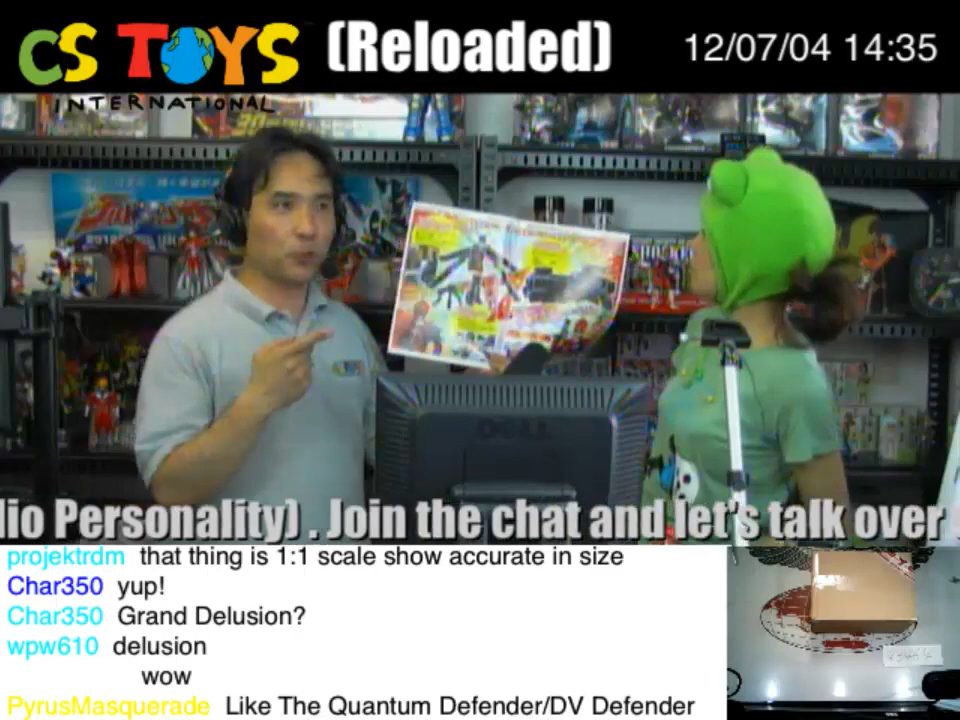 CS TOYS
INTERNATIONAL
(Reloaded)
12/07/04 14:35
DELL
dio Personality) . Join the chat and let's talk over
projektrdm that thing is 1:1 scale show accurate in size
Char350 yup!
Char350 Grand Delusion?
wpw610 delusion
wow
PyrusMasquerade Like The Quantum Defender/DV Defender